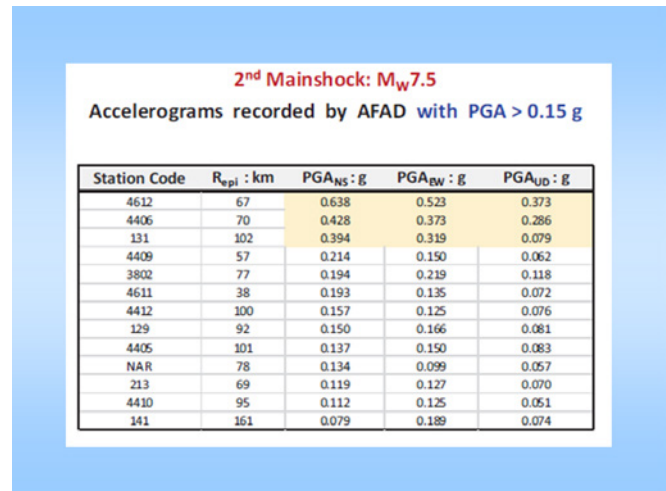 2nd Mainshock: MW7.5
Accelerograms recorded by AFAD with PGA > 0.15 g
Station Code Repi : km PGANS : g PGAEW : g PGAUD : g
4612 67 0.638 0.523 0.373
4406 70 0.428 0.373 0.286
131 102 0.394 0.319 0.079
4409 57 0.214 0.150 0.062
3802 77 0.194 0.219 0.118
4611 38 0.193 0.135 0.072
4412 100 0.157 0.125 0.076
129 92 0.150 0.166 0.081
4405 101 0.137 0.150 0.083
NAR 78 0.134 0.099 0.057
213 69 0.119 0.127 0.070
4410 95 0.112 0.125 0.051
141 161 0.079 0.189 0.074